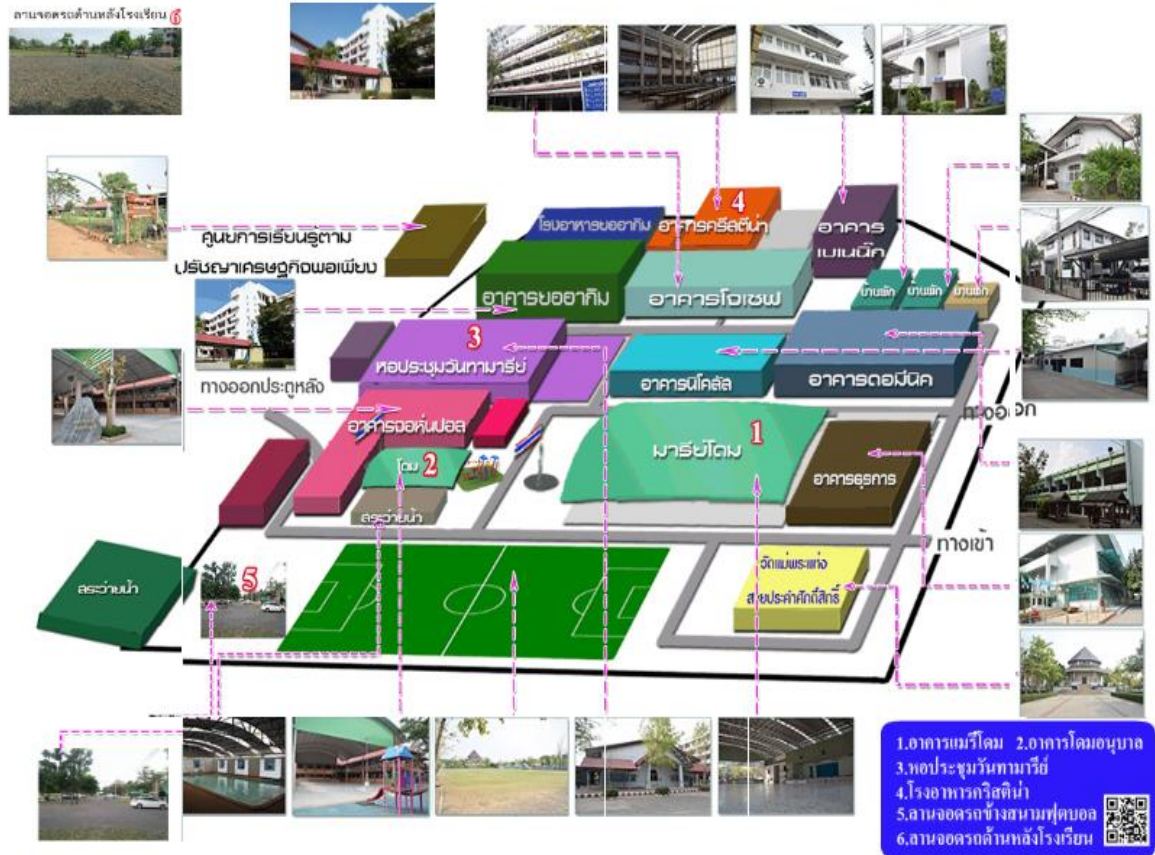 ลานจอดรถด้านหลังโรงเรียน 6
ศูนย์การเรียนรู้ตาม
ปรัชญาเศรษฐกิจพอเพียง
โรงอาหารยออากิม
4
อาคารคริสตีน่า
อาคาร
เบเนนิ๊ก
อาคารยออากิม
อาคารโจเซฟ
บ้านพัก
บ้านพัก
บ้านพัก
3
หอประชุมวันทามารีย์
ทางออกประตูหลัง
อาคารนิโคลัส
อาคารดอมีนิค
ทางออก
อาคารจอห่นปอล
มารีย์โดม
1
โดม
2
อาคารธุรการ
สระว่ายน้ำ
ทางเข้า
วัดแม่พระแห่ง
สายประคำศักดิ์สิทธิ์
สระว่ายน้ำ
5
1.อาคารแมรี่โดม 2.อาคารโดมอนุบาล
3.หอประชุมวันทามารีย์
4.โรงอาหารคริสติน่า
5.ลานจอดรถข้างสนามฟุตบอล
6.ลานจอดรถด้านหลังโรงเรียน